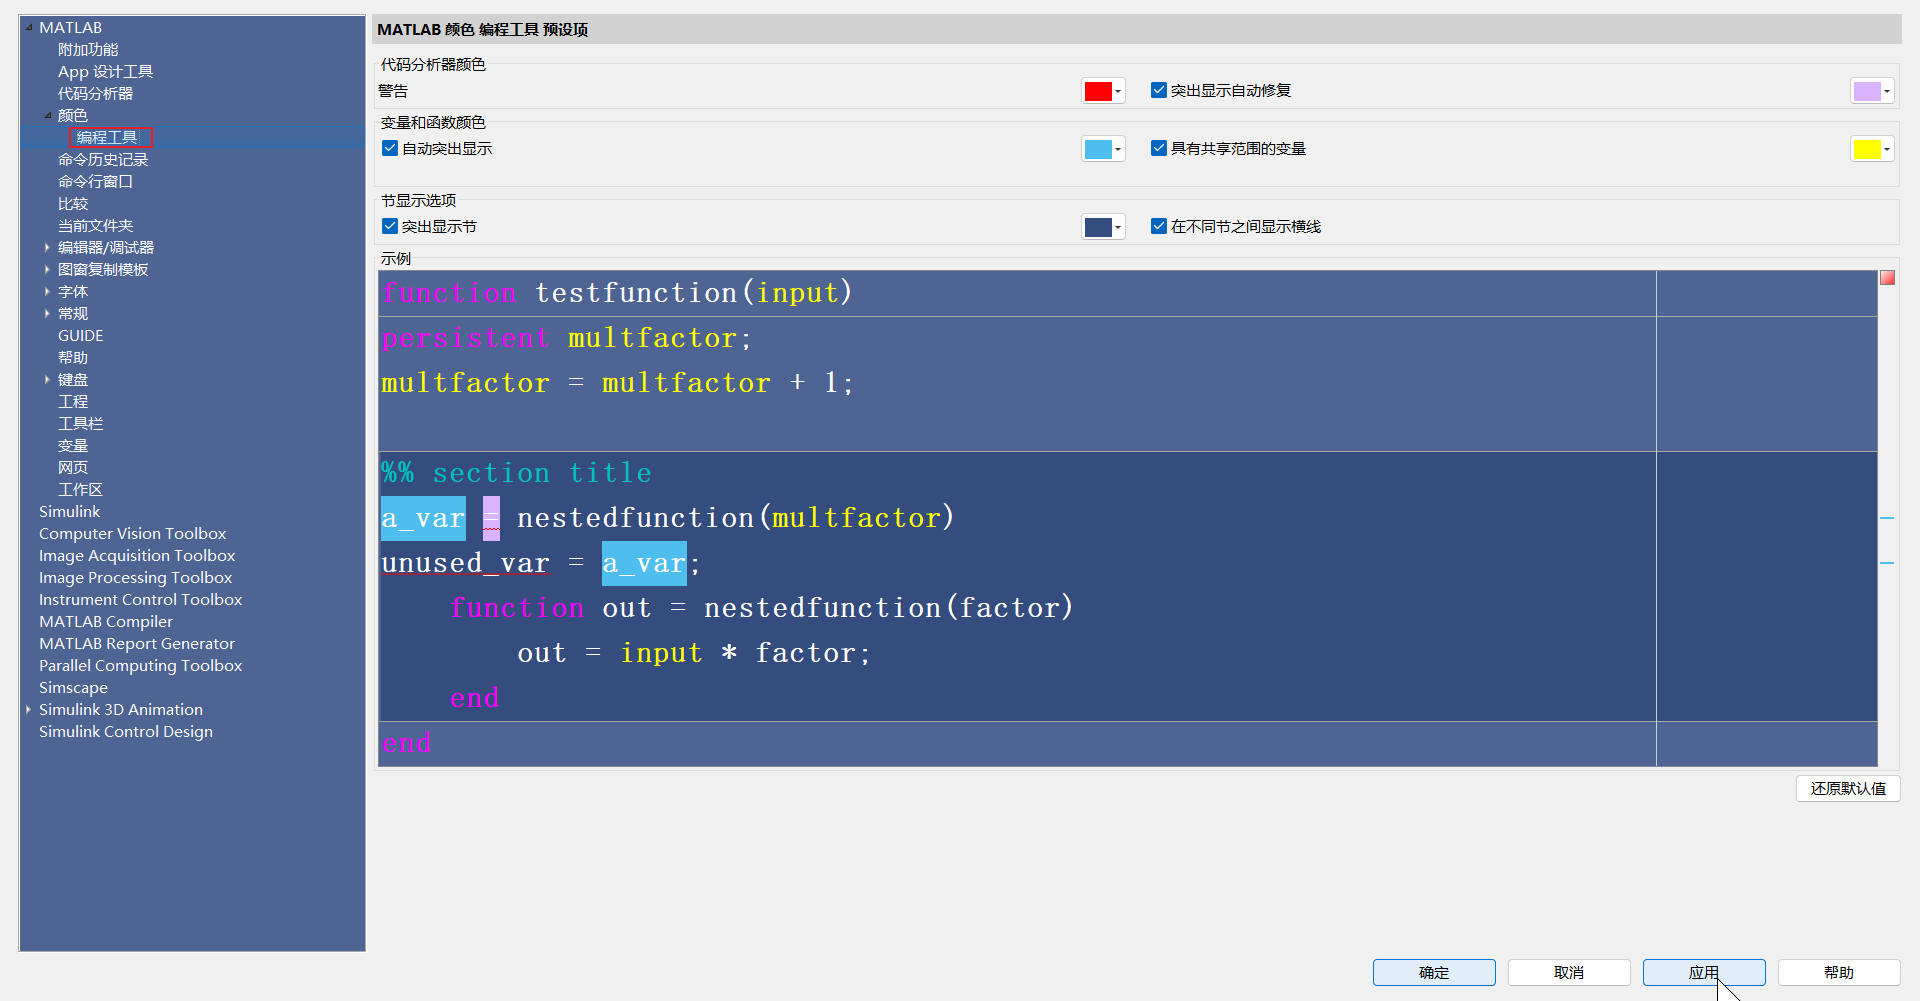 MATLAB
附加功能
App 设计工具
代码分析器
颜色
编程工具
命令历史记录
命令行窗口
比较
当前文件夹
编辑器/调试器
图窗复制模板
字体
常规
GUIDE
帮助
键盘
工程
工具栏
变量
网页
工作区
Simulink
Computer Vision Toolbox
Image Acquisition Toolbox
Image Processing Toolbox
Instrument Control Toolbox
MATLAB Compiler
MATLAB Report Generator
Parallel Computing Toolbox
Simscape
Simulink 3D Animation
Simulink Control Design
MATLAB 颜色 编程工具 预设项
代码分析器颜色
警告 突出显示自动修复
变量和函数颜色
自动突出显示 具有共享范围的变量
节显示选项
突出显示节 在不同节之间显示横线
示例
function testfunction(input)
persistent multfactor;
multfactor = multfactor + 1;
%% section title
a_var = nestedfunction(multfactor)
unused_var = a_var;
function out = nestedfunction(factor)
out = input * factor;
end
end
还原默认值
确定 取消 应用 帮助